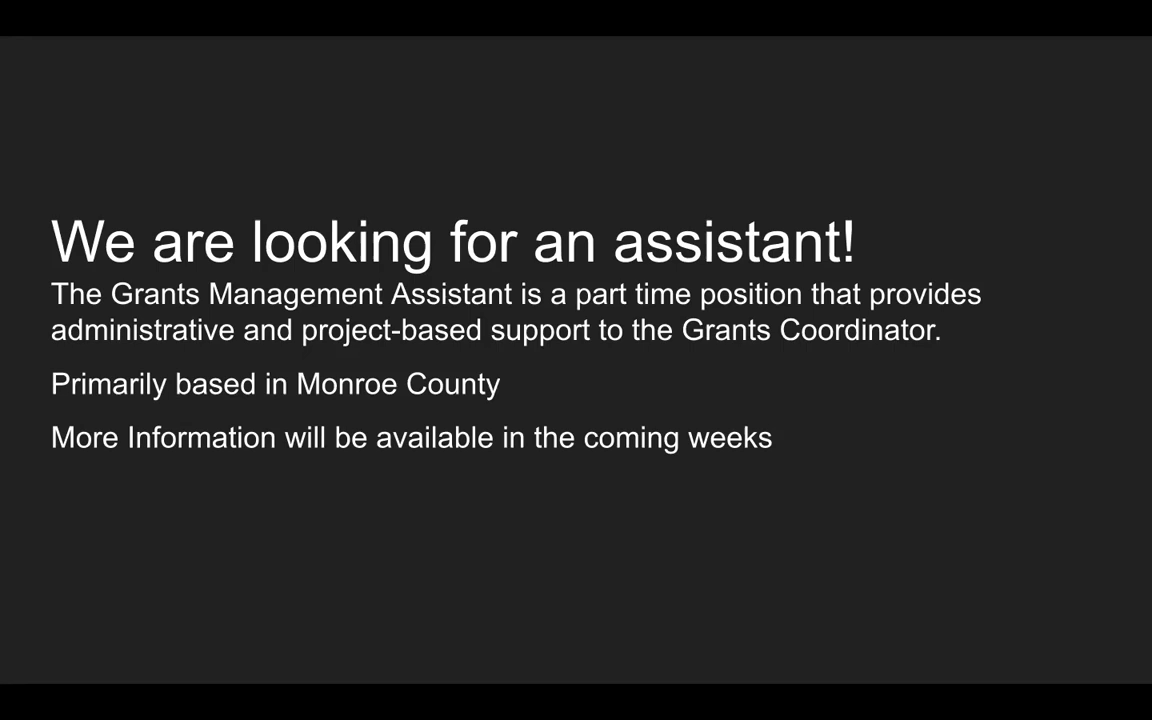 We are looking for an assistant!
The Grants Management Assistant is a part time position that provides
administrative and project-based support to the Grants Coordinator.
Primarily based in Monroe County
More Information will be available in the coming weeks